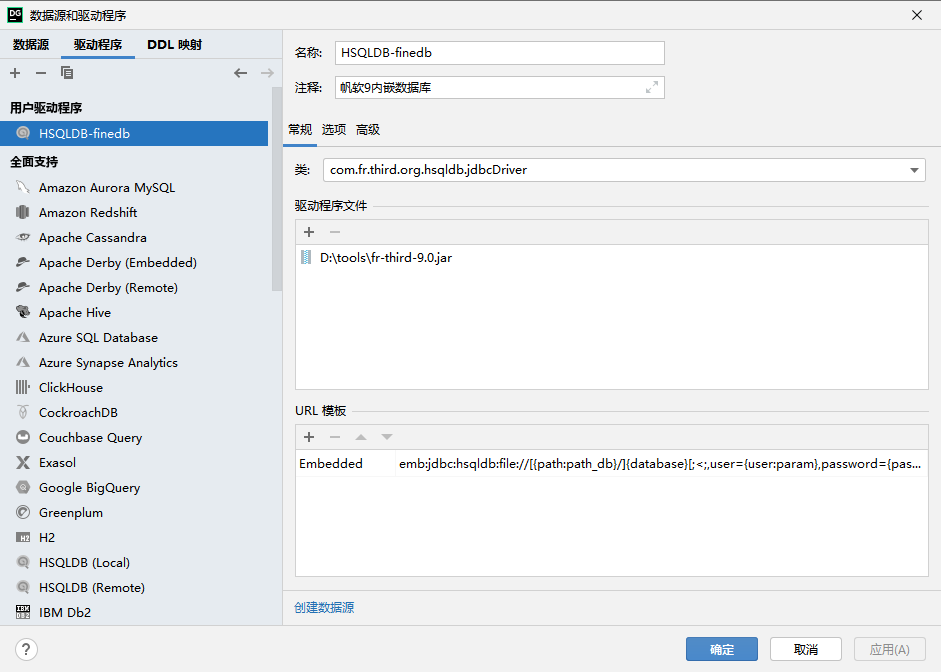 DG 数据源和驱动程序
数据源 驱动程序 DDL 映射
用户驱动程序
HSQLDB-finedb
全面支持
Amazon Aurora MySQL
Amazon Redshift
Apache Cassandra
Apache Derby (Embedded)
Apache Derby (Remote)
Apache Hive
Azure SQL Database
Azure Synapse Analytics
ClickHouse
CockroachDB
Couchbase Query
Exasol
Google BigQuery
Greenplum
H2 H2
HSQLDB (Local)
HSQLDB (Remote)
IBM DB2 IBM Db2
名称: HSQLDB-finedb
注释: 帆软9内嵌数据库
常规 选项 高级
类: com.fr.third.org.hsqldb.jdbcDriver
驱动程序文件
D:\tools\fr-third-9.0.jar
URL 模板
Embedded emb:jdbc:hsqldb:file://[{path:path_db}/]{database}[;<;,user={user:param},password={pas...
创建数据源
? 确定 取消 应用(A)